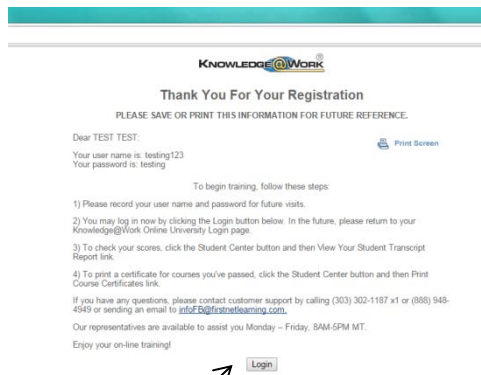 KNOWLEDGE@WORK®
Thank You For Your Registration
PLEASE SAVE OR PRINT THIS INFORMATION FOR FUTURE REFERENCE.
Dear TEST TEST:
Print Screen
Your user name is: testing123
Your password is: testing
To begin training, follow these steps:
1) Please record your user name and password for future visits.
2) You may log in now by clicking the Login button below. In the future, please return to your
Knowledge@Work Online University Login page.
3) To check your scores, click the Student Center button and then View Your Student Transcript
Report link.
4) To print a certificate for courses you've passed, click the Student Center button and then Print
Course Certificates link.
If you have any questions, please contact customer support by calling (303) 302-1187 x1 or (888) 948-
4949 or sending an email to infoFB@firstnetlearning.com.
Our representatives are available to assist you Monday – Friday, 8AM-5PM MT.
Enjoy your on-line training!
Login